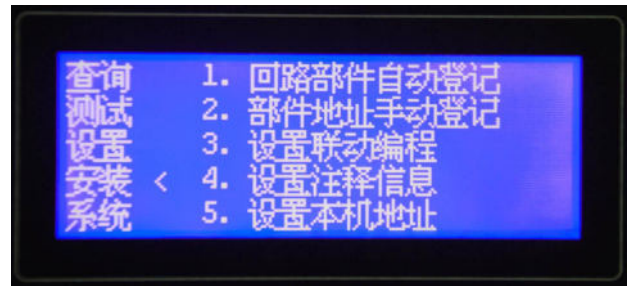 查询 1. 回路部件自动登记
测试 2. 部件地址手动登记
设置 3. 设置联动编程
安装 < 4. 设置注释信息
系统 5. 设置本机地址